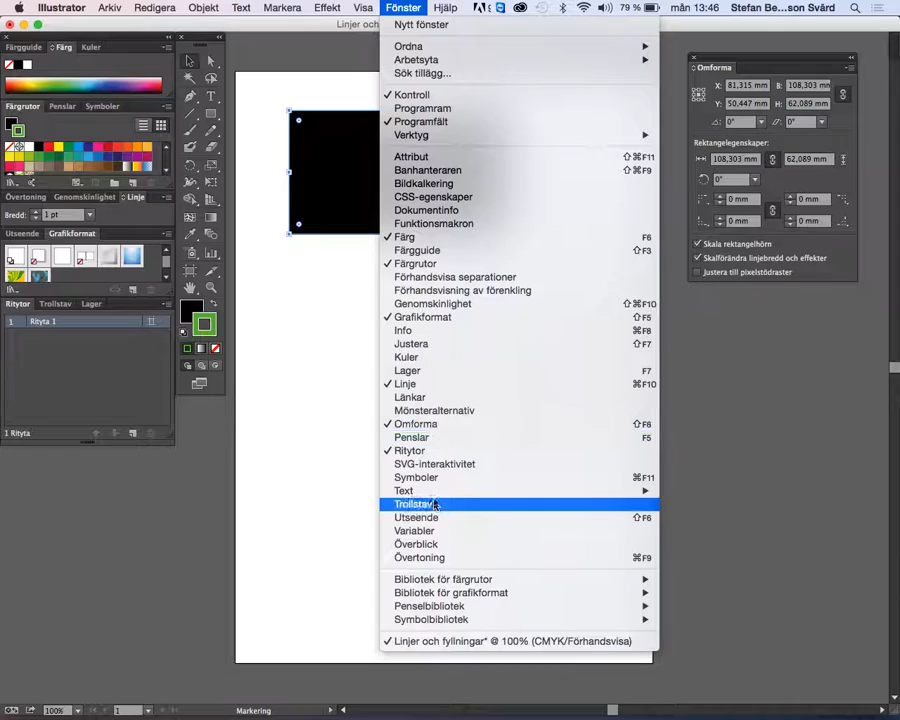 Illustrator Arkiv Redigera Objekt Text Markera Effekt Visa Fönster Hjälp 79 % mån 13:46 Stefan Be...son Svärd
Linjer oc
Färgguide Färg Kuler
Färgrutor Penslar Symboler
Övertoning Genomskinlighet Linje
Bredd: 1 pt
Utseende Grafikformat
Ritytor Trollstav Lager
1 Rityta 1
1 Rityta
Nytt fönster
Ordna
Arbetsyta
Sök tillägg...
✓ Kontroll
Programram
✓ Programfält
Verktyg
Attribut ⇧⌘F11
Banhanteraren ⇧⌘F9
Bildkalkering
CSS-egenskaper
Dokumentinfo
Funktionsmakron
✓ Färg F6
Färgguide ⇧F3
✓ Färgrutor
Förhandsvisa separationer
Förhandsvisning av förenkling
Genomskinlighet ⇧⌘F10
✓ Grafikformat ⇧F5
Info ⌘F8
Justera ⇧F7
Kuler
Lager F7
✓ Linje ⌘F10
Länkar
Mönsteralternativ
✓ Omforma ⇧F8
Penslar F5
✓ Ritytor
SVG-interaktivitet
Symboler ⇧⌘F11
Text
Trollstav
Utseende ⇧F6
Variabler
Överblick
Övertoning ⌘F9
Bibliotek för färgrutor
Bibliotek för grafikformat
Penselbibliotek
Symbolbibliotek
✓ Linjer och fyllningar* @ 100% (CMYK/Förhandsvisa)
Omforma
X: 81,315 mm B: 108,303 mm
Y: 50,447 mm H: 62,089 mm
0° 0°
Rektangelegenskaper:
108,303 mm 62,089 mm
0°
0 mm 0 mm
0 mm 0 mm
Skala rektangelhörn
Skalförändra linjebredd och effekter
Justera till pixelstödraster
100% 1 Markering